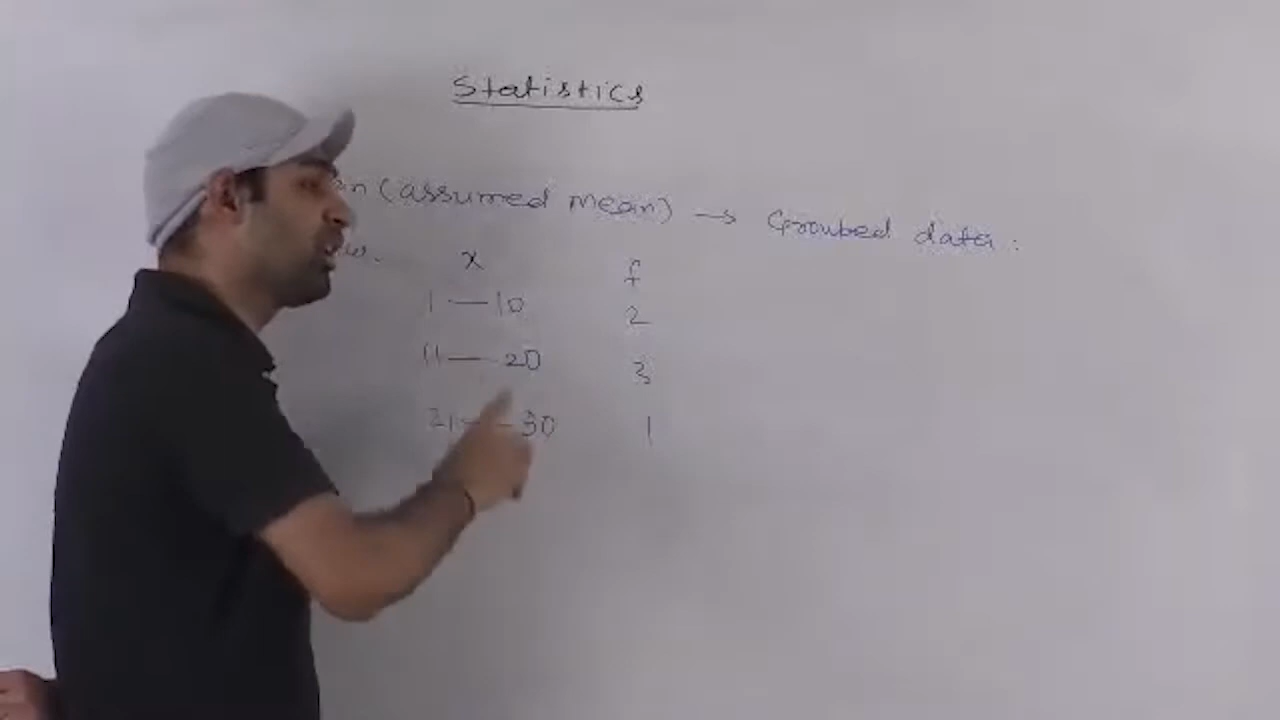 Statistics
(assumed mean) → Grouped data :
x f
1 — 10 2
11 — 20 3
21 — 30 1